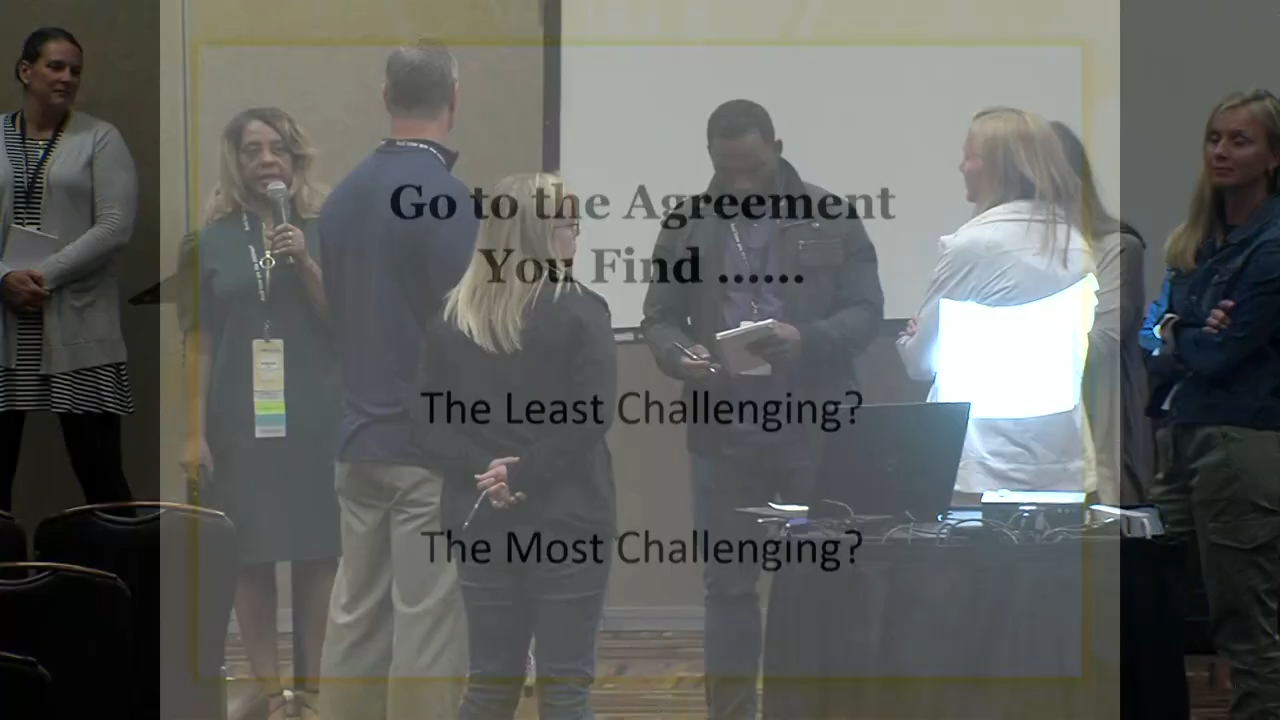 Go to the Agreement
You Find ......
The Least Challenging?
The Most Challenging?